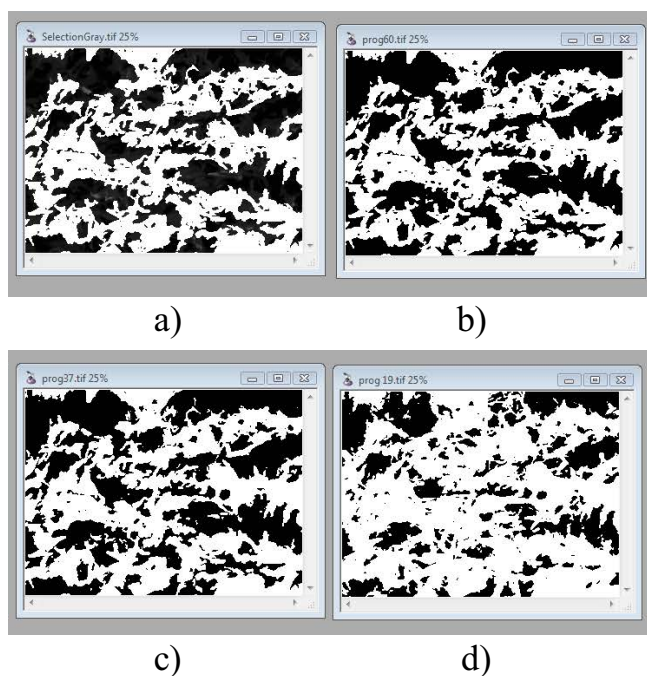 SelectionGray.tif 25%
prog60.tif 25%
a)
b)
prog37.tif 25%
prog 19.tif 25%
c)
d)